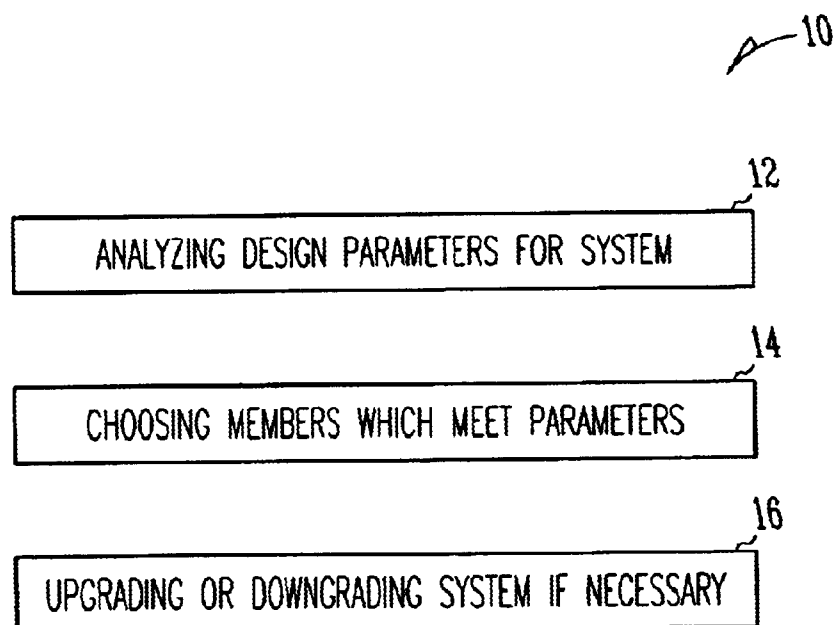 10
12
ANALYZING DESIGN PARAMETERS FOR SYSTEM
14
CHOOSING MEMBERS WHICH MEET PARAMETERS
16
UPGRADING OR DOWNGRADING SYSTEM IF NECESSARY